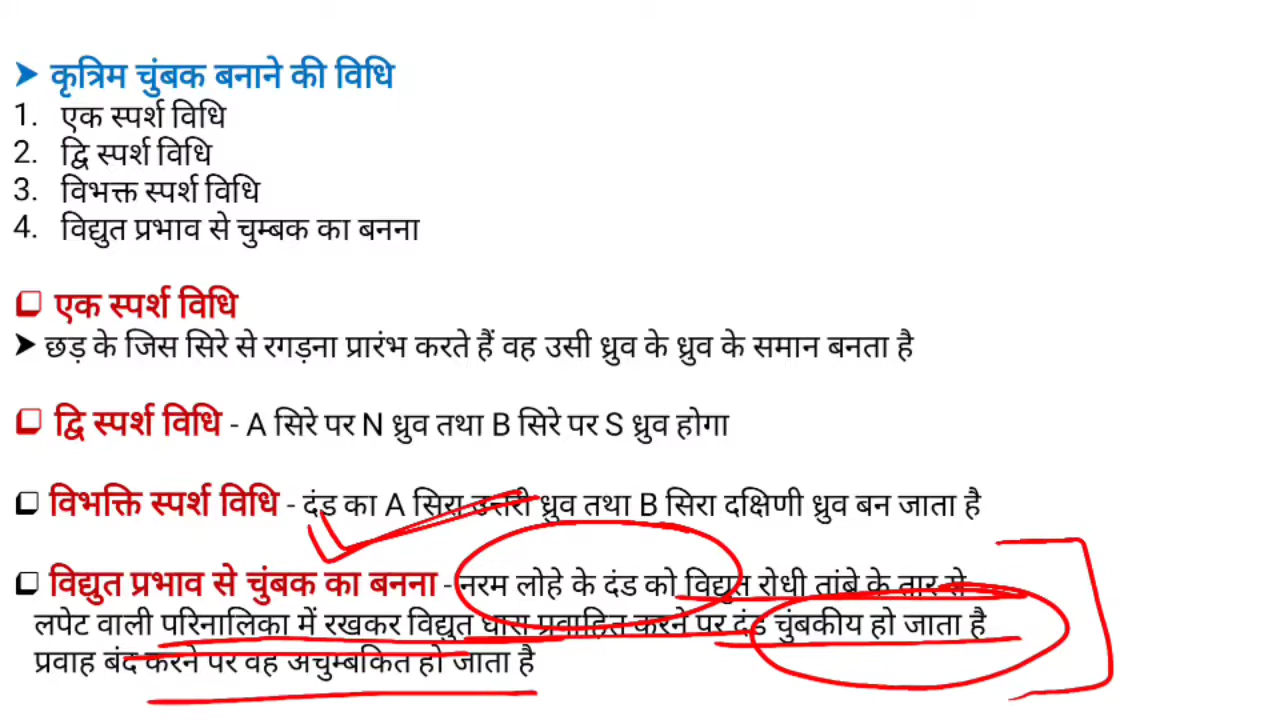 ➤ कृत्रिम चुंबक बनाने की विधि
1. एक स्पर्श विधि
2. द्वि स्पर्श विधि
3. विभक्त स्पर्श विधि
4. विद्युत प्रभाव से चुम्बक का बनना
❑ एक स्पर्श विधि
➤ छड़ के जिस सिरे से रगड़ना प्रारंभ करते हैं वह उसी ध्रुव के ध्रुव के समान बनता है
❑ द्वि स्पर्श विधि - A सिरे पर N ध्रुव तथा B सिरे पर S ध्रुव होगा
❑ विभक्ति स्पर्श विधि - दंड का A सिरा उत्तरी ध्रुव तथा B सिरा दक्षिणी ध्रुव बन जाता है
❑ विद्युत प्रभाव से चुंबक का बनना - नरम लोहे के दंड को विद्युत रोधी तांबे के तार से
लपेट वाली परिनालिका में रखकर विद्युत धारा प्रवाहित करने पर दंड चुंबकीय हो जाता है
प्रवाह बंद करने पर वह अचुम्बकित हो जाता है